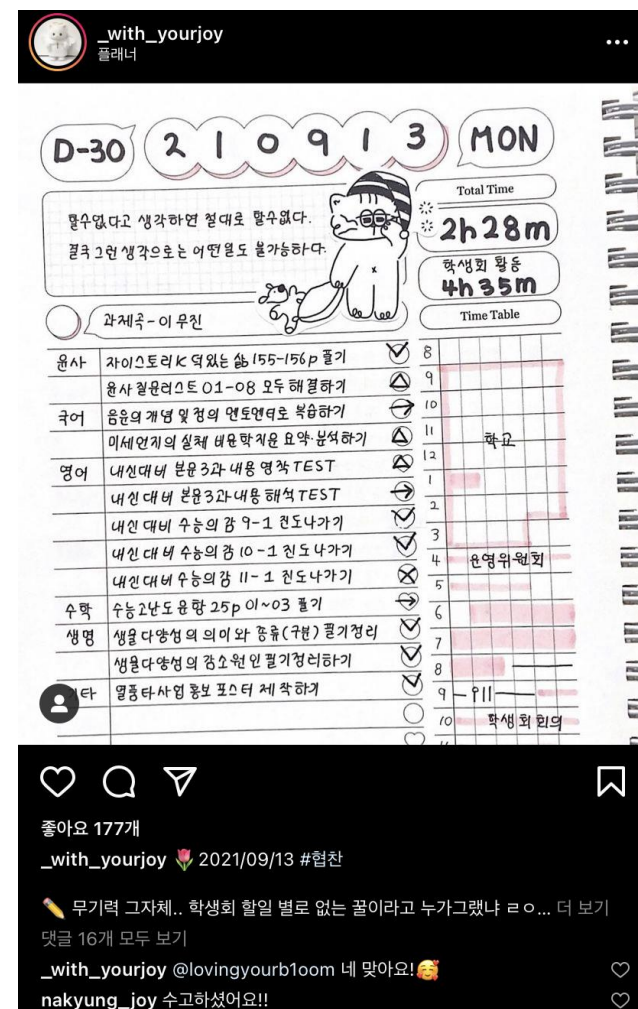 _with_yourjoy
플래너
D-30
210913
MON
할수없다고 생각하면 절대로 할수없다.
결국 그런 생각으로는 어떤일도 불가능하다.
Total Time
2h 28m
학생회 활동
4h 35m
과제곡-이무진
Time Table
윤사
자이스토리K 덕있는 삶 155-156p 풀기
윤사 질문리스트 01-08 모두 해결하기
국어
음운의 개념 및 정의 멘토멘티로 복습하기
미세먼지의 실체 비문학지문 요약·분석하기
영어
내신대비 본문3과 내용 영작 TEST
내신대비 본문3과 내용 해석 TEST
내신대비 수능의감 9-1 진도나가기
내신대비 수능의감 10-1 진도나가기
내신대비 수능의감 11-1 진도나가기
수학
수능고난도문항 25p 01~03 풀기
생명
생물다양성의 의미와 종류(구분) 필기정리
생물다양성의 감소원인 필기정리하기
타
열품타사업 홍보 포스터 제작하기
8
9
10
11
학교
12
1
2
3
4
운영위원회
5
6
7
8
9
10
학생회 회의
좋아요 177개
_with_yourjoy 🌷 2021/09/13 #협찬
✏️ 무기력 그자체.. 학생회 할일 별로 없는 꿀이라고 누가그랬냐 ㄹㅇ... 더 보기
댓글 16개 모두 보기
_with_yourjoy @lovingyourb1oom 네 맞아요!🥰
nakyung_joy 수고하셨어요!!